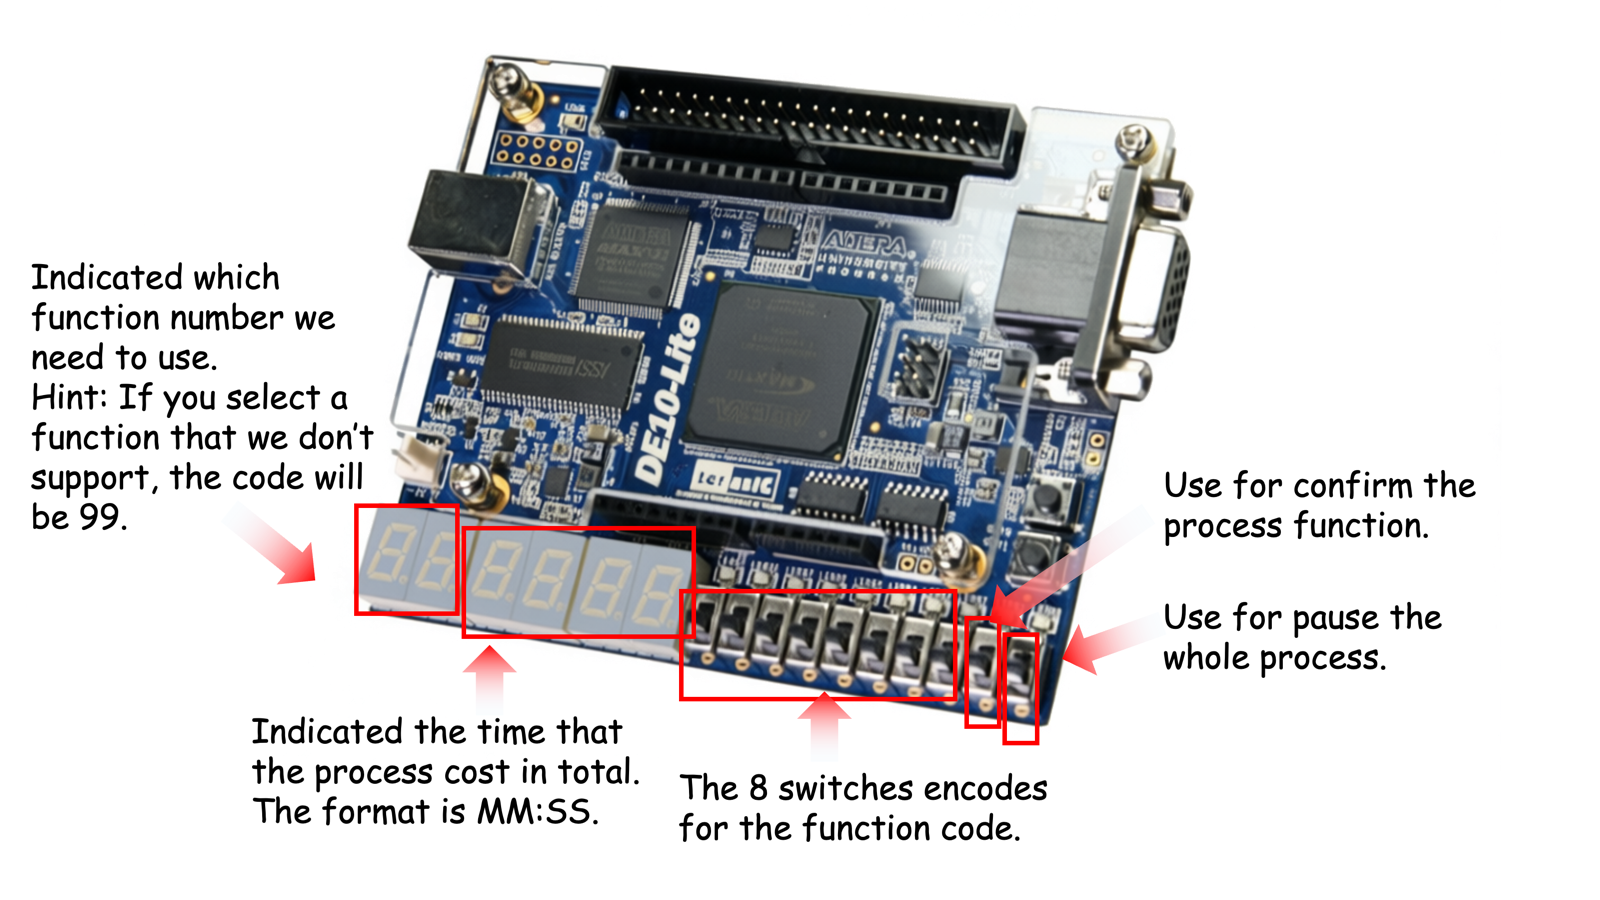 ALTERA
DE10-Lite
terasIC
Indicated which
function number we
need to use.
Hint: If you select a
function that we don't
support, the code will
be 99.
Use for confirm the
process function.
Use for pause the
whole process.
Indicated the time that
the process cost in total.
The format is MM:SS.
The 8 switches encodes
for the function code.